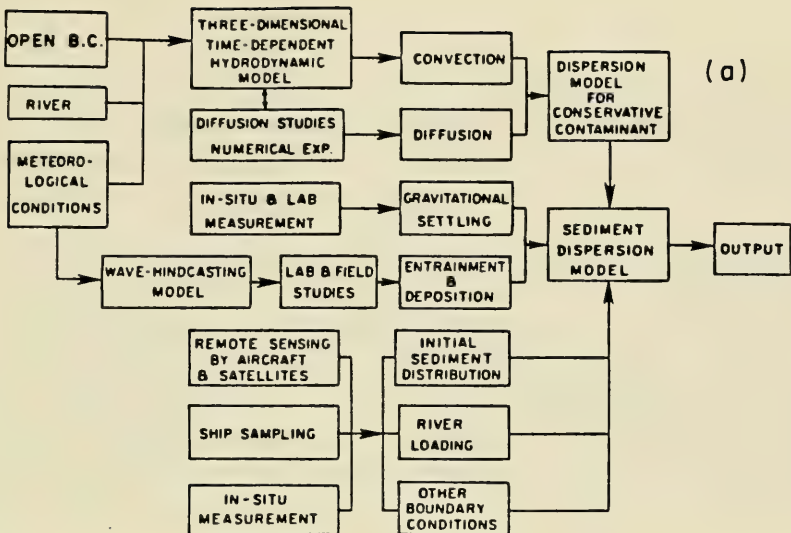 OPEN B.C.
RIVER
METEORO-
LOGICAL
CONDITIONS
THREE-DIMENSIONAL
TIME-DEPENDENT
HYDRODYNAMIC
MODEL
DIFFUSION STUDIES
NUMERICAL EXP.
CONVECTION
DIFFUSION
DISPERSION
MODEL
FOR
CONSERVATIVE
CONTAMINANT
(a)
IN-SITU & LAB
MEASUREMENT
GRAVITATIONAL
SETTLING
WAVE-HINDCASTING
MODEL
LAB & FIELD
STUDIES
ENTRAINMENT
&
DEPOSITION
SEDIMENT
DISPERSION
MODEL
OUTPUT
REMOTE SENSING
BY AIRCRAFT
& SATELLITES
SHIP SAMPLING
IN-SITU
MEASUREMENT
INITIAL
SEDIMENT
DISTRIBUTION
RIVER
LOADING
OTHER
BOUNDARY
CONDITIONS